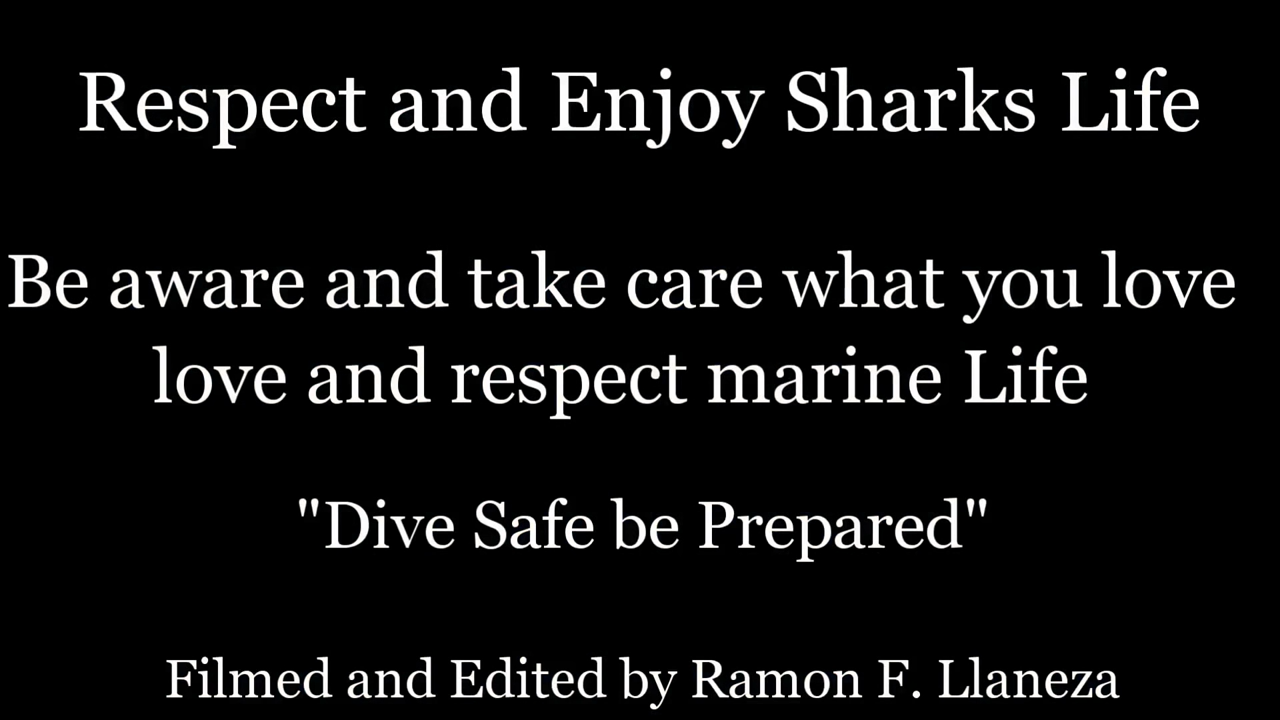 Respect and Enjoy Sharks Life
Be aware and take care what you love
love and respect marine Life
"Dive Safe be Prepared"
Filmed and Edited by Ramon F. Llaneza